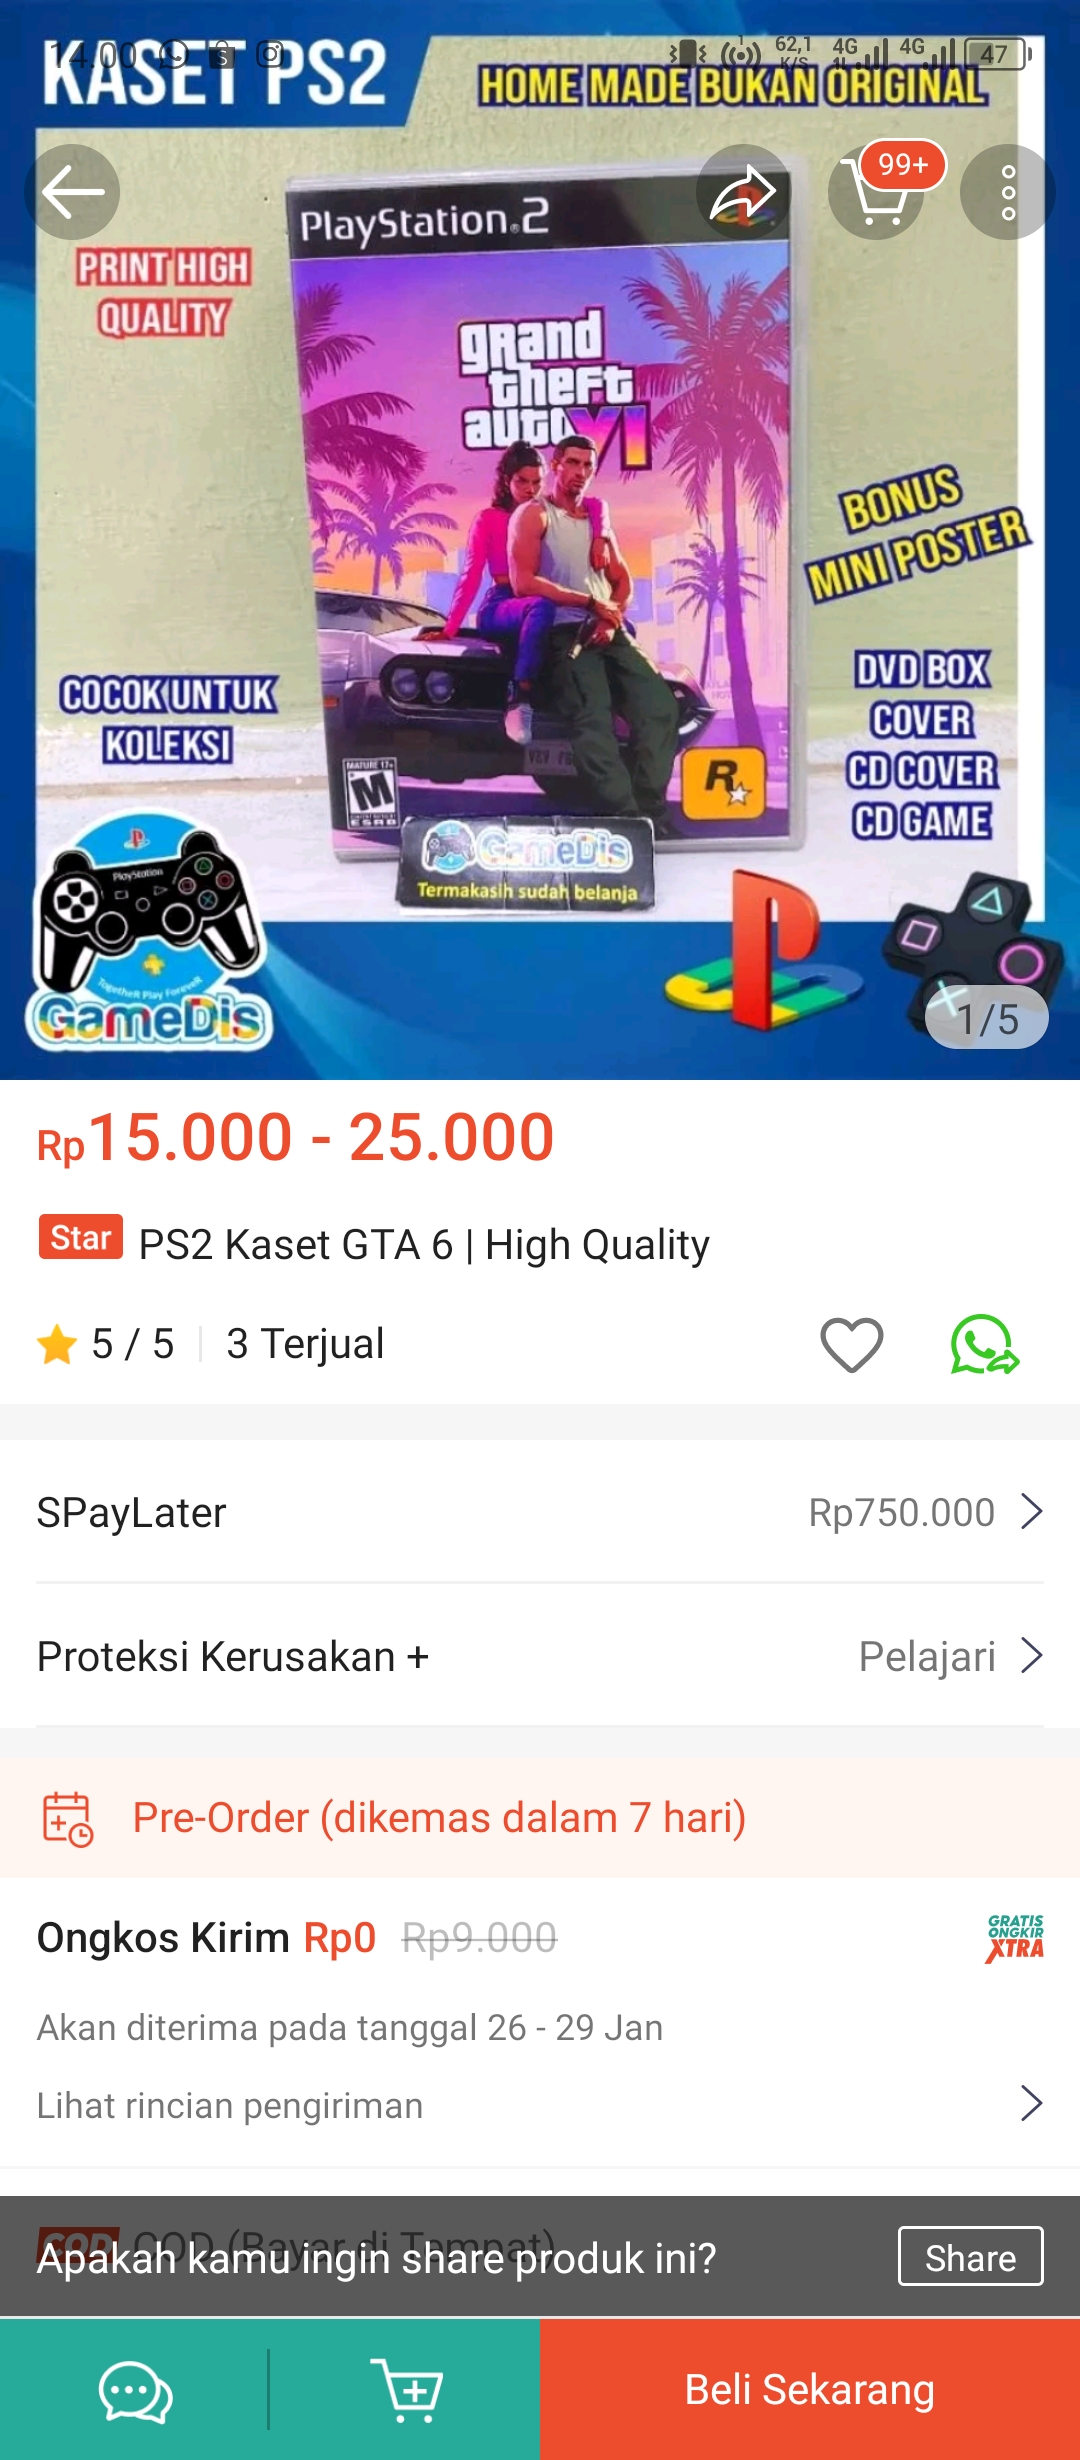 14.00
62,1
K/S
4G
4G
47
KASET PS2
HOME MADE BUKAN ORIGINAL
99+
PRINT HIGH
QUALITY
PlayStation.2
grand
theft
auto
VI
BONUS
MINI POSTER
COCOK UNTUK
KOLEKSI
DVD BOX
COVER
CD COVER
CD GAME
MATURE 17+
M
ESRB
R
GameDis
Termakasih sudah belanja
PlayStation
TogetheR Play ForeveR
GameDis
1/5
Rp15.000 - 25.000
Star PS2 Kaset GTA 6 | High Quality
5 / 5 | 3 Terjual
SPayLater Rp750.000
Proteksi Kerusakan + Pelajari
Pre-Order (dikemas dalam 7 hari)
Ongkos Kirim Rp0 Rp9.000
GRATIS
ONGKIR
XTRA
Akan diterima pada tanggal 26 - 29 Jan
Lihat rincian pengiriman
COD COD (Bayar di Tempat)
Apakah kamu ingin share produk ini? Share
Beli Sekarang